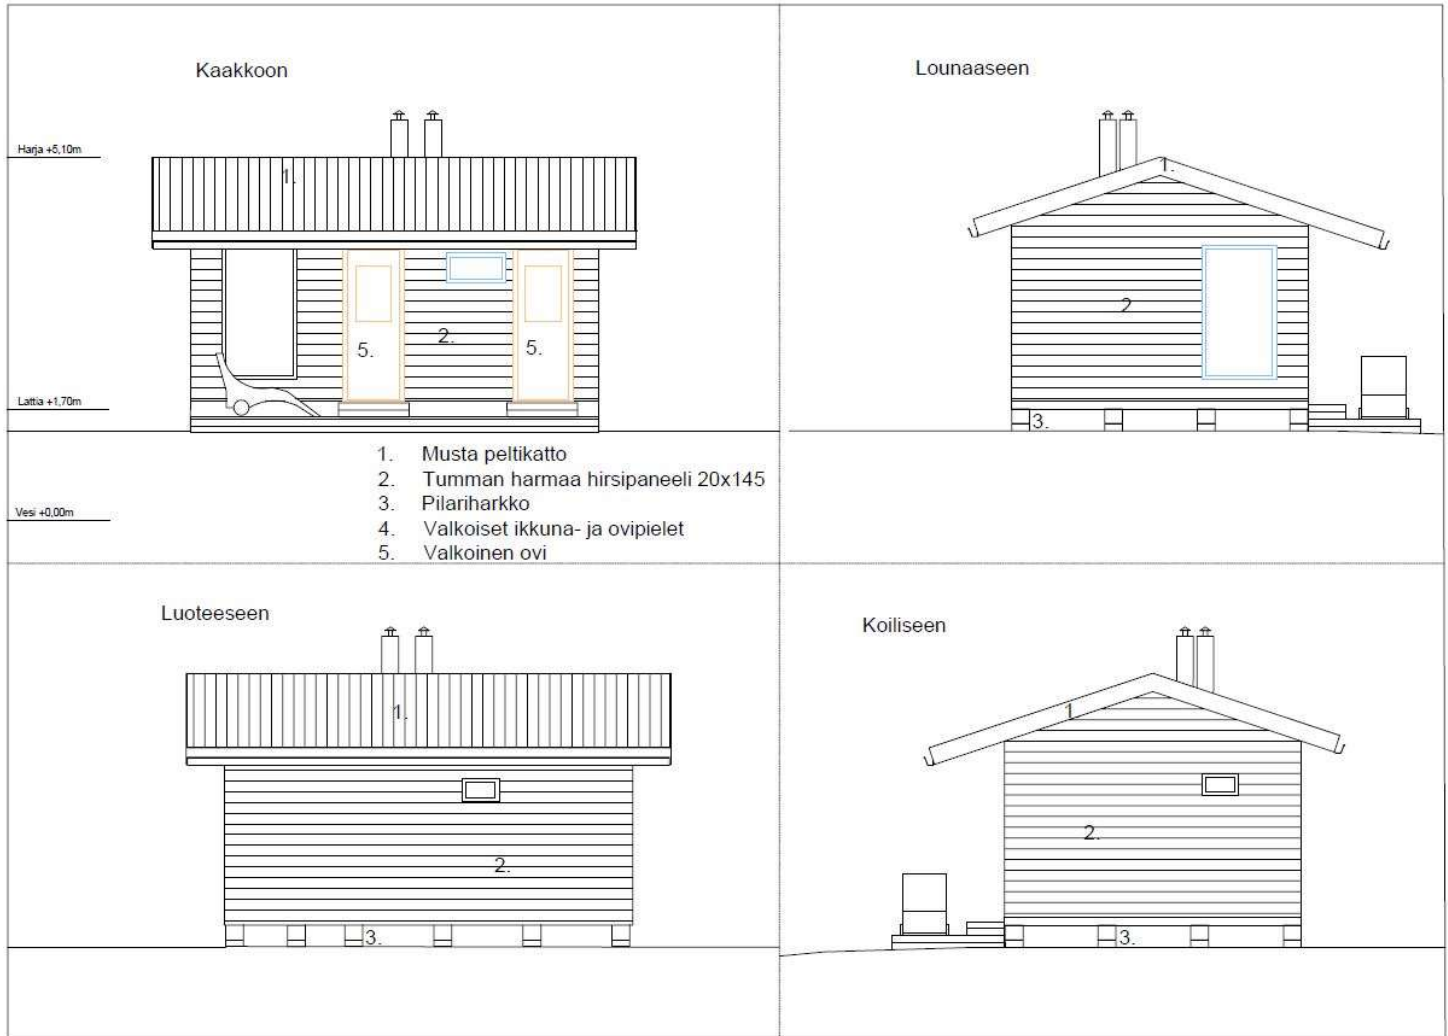 Kaakkoon
Harja +5,10m
1.
5.
2.
5.
Lattia +1,70m
Vesi +0,00m
1. Musta peltikatto
2. Tumman harmaa hirsipaneeli 20x145
3. Pilariharkko
4. Valkoiset ikkuna- ja ovipielet
5. Valkoinen ovi
Lounaaseen
1.
2
3.
Luoteeseen
1.
2.
3.
Koiliseen
1
2.
3.